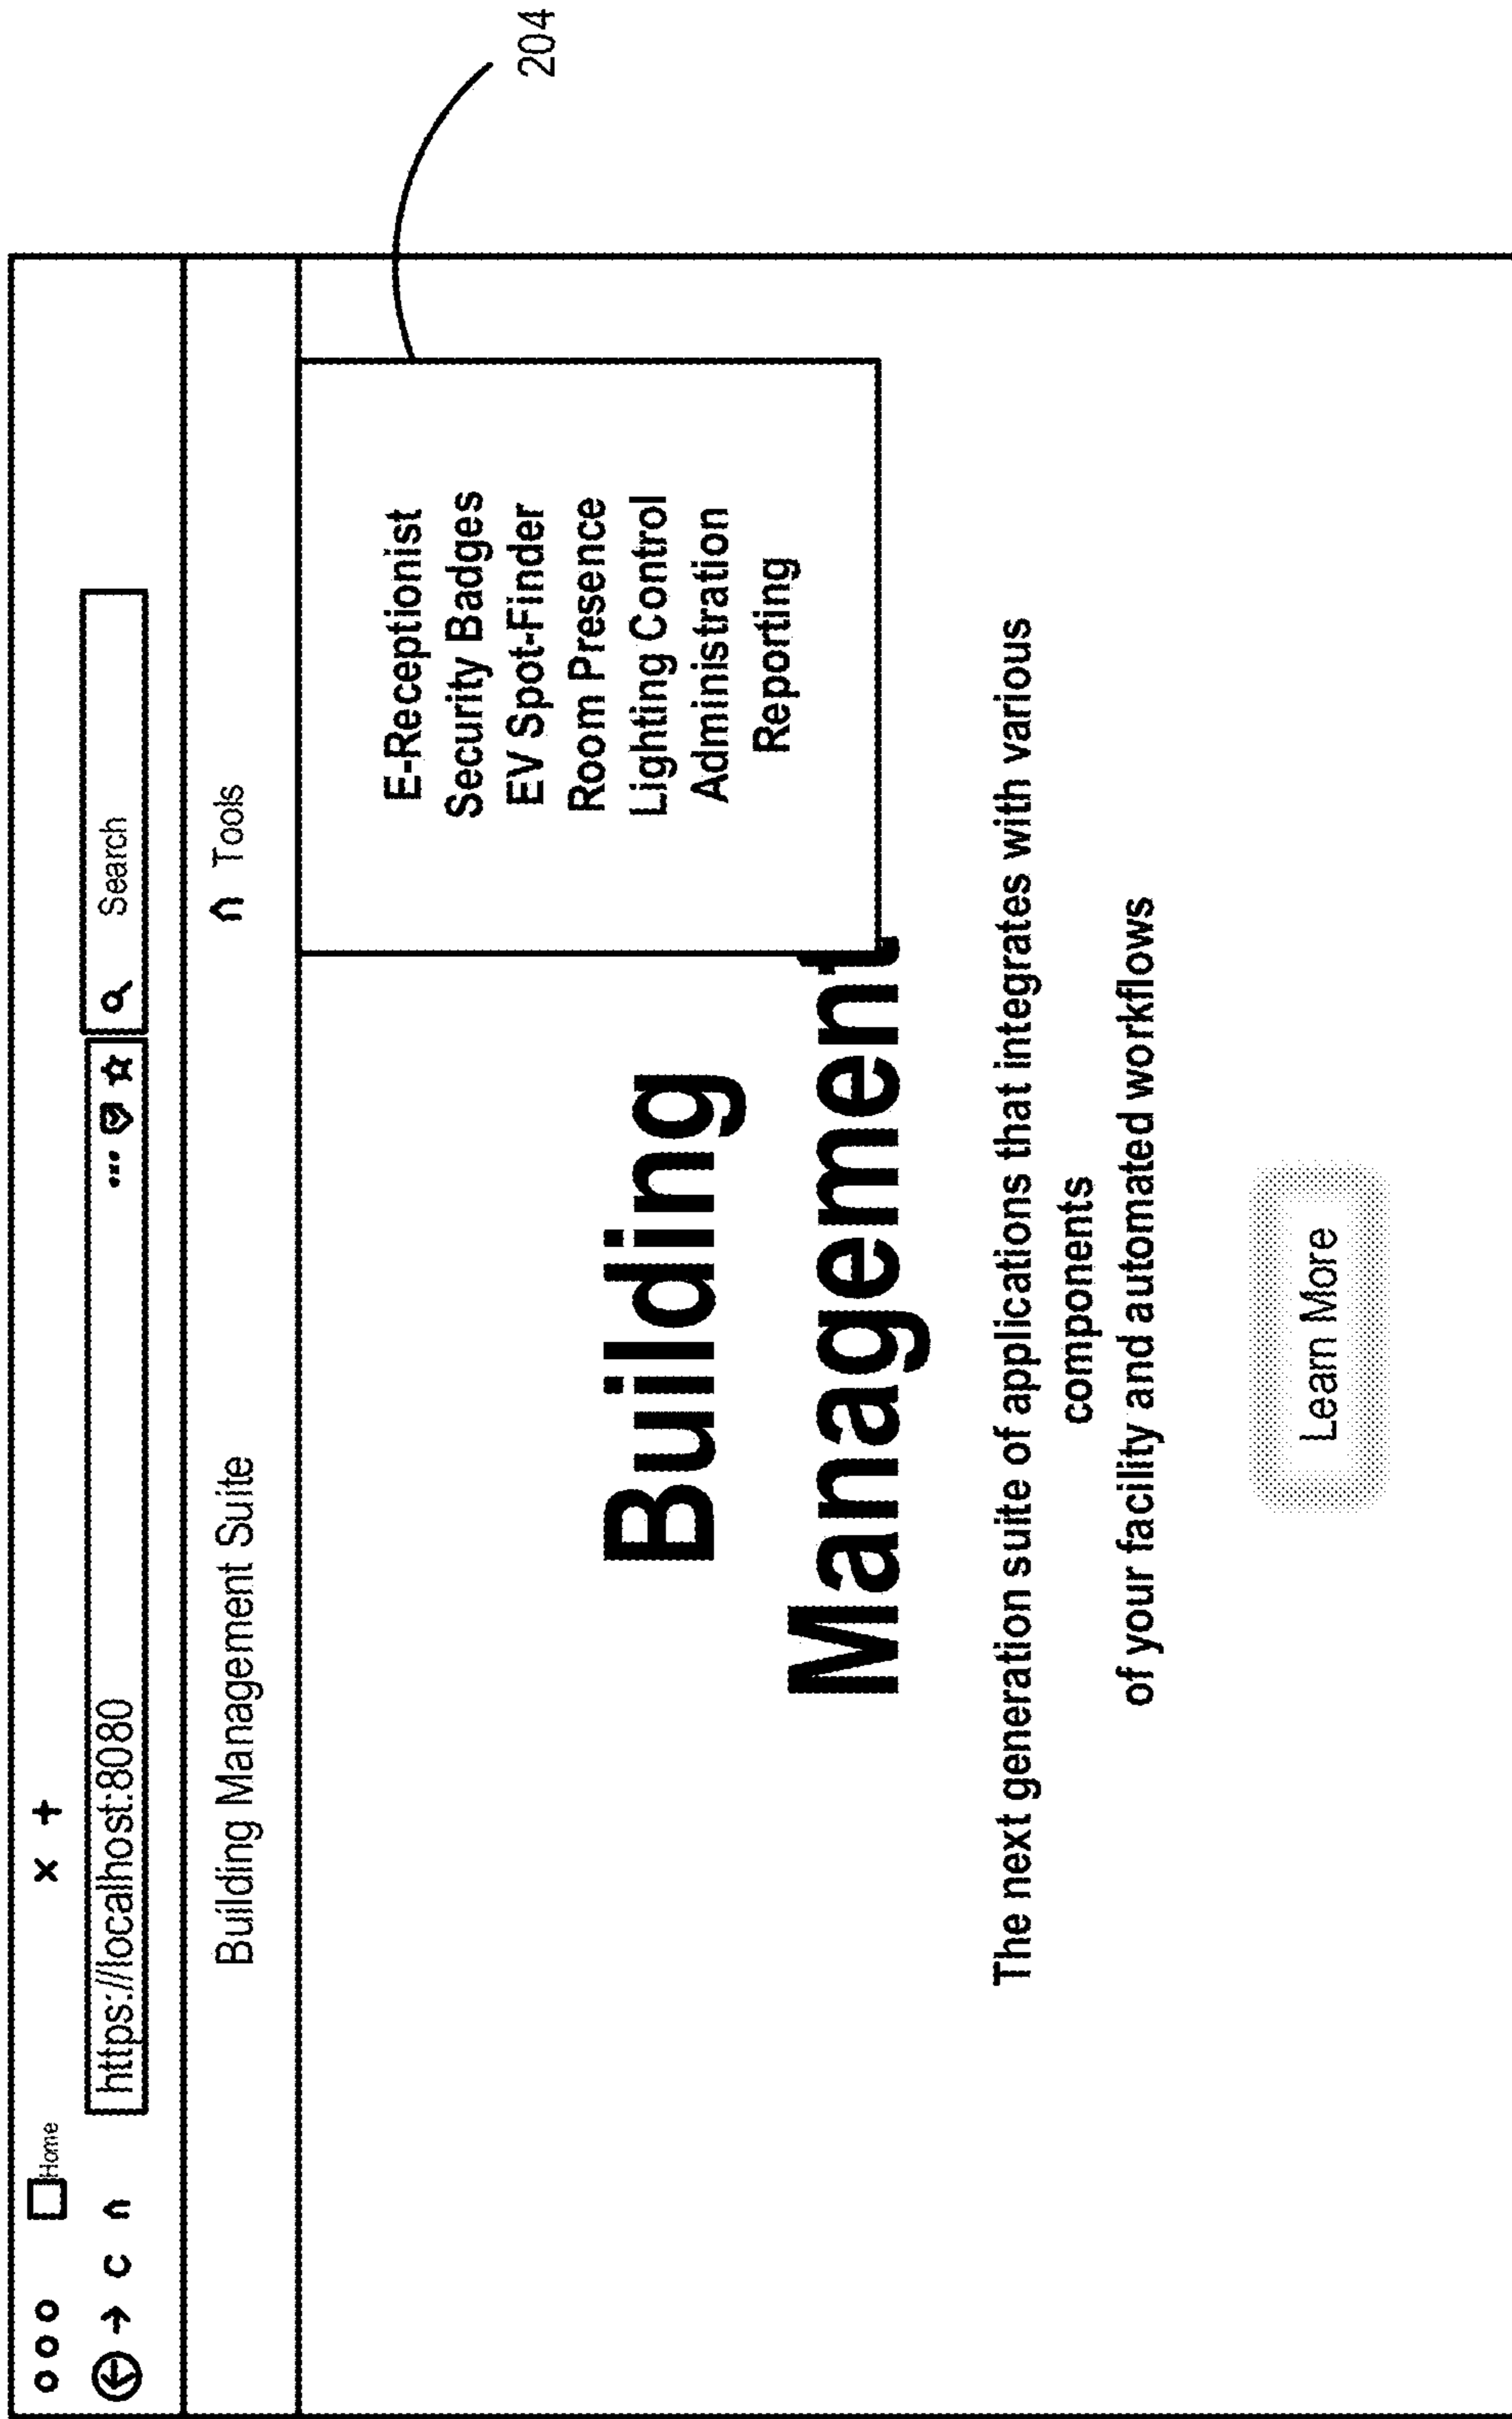 Home × +
https://localhost:8080 ...
Search
Building Management Suite
Tools
204
E-Receptionist
Security Badges
EV Spot-Finder
Room Presence
Lighting Control
Administration
Reporting
Building
Management
The next generation suite of applications that integrates with various
components
of your facility and automated workflows
Learn More